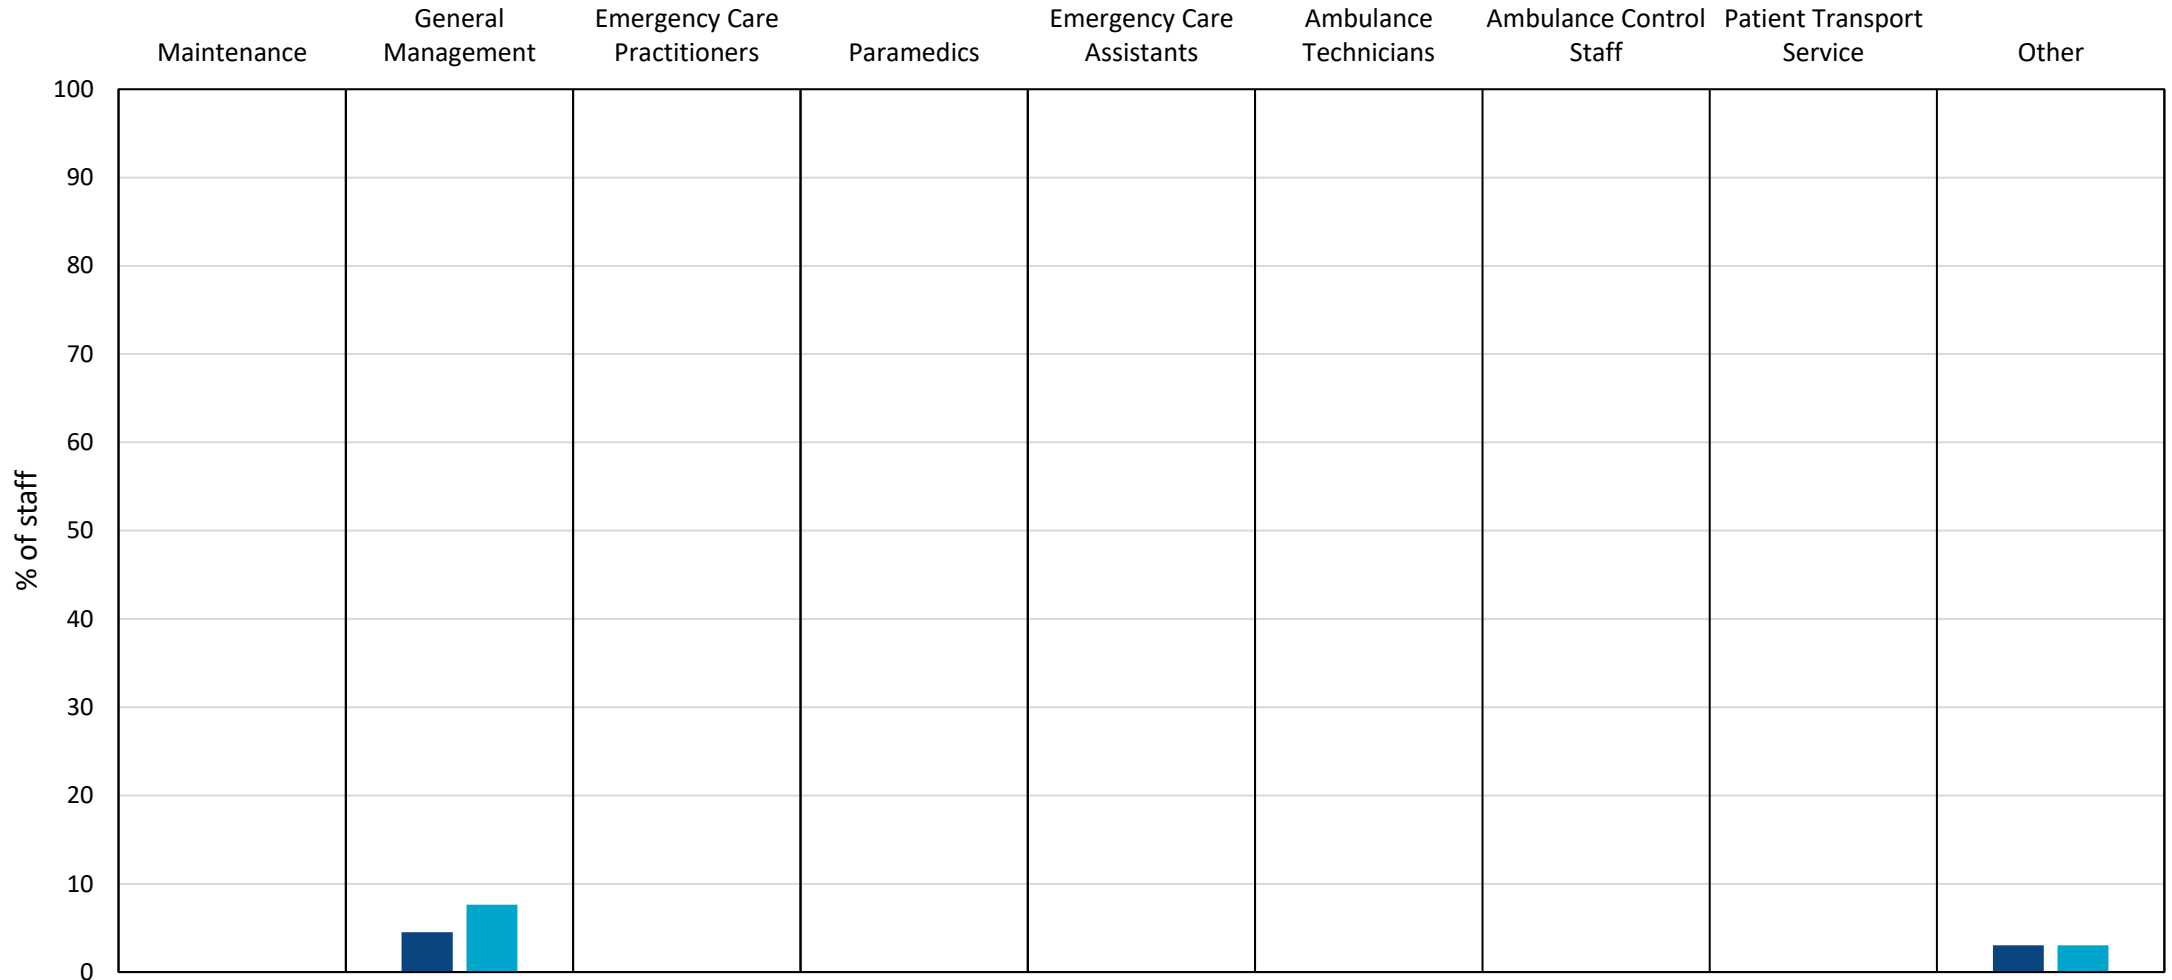 Maintenance
General
Management
Emergency Care
Practitioners
Paramedics
Emergency Care
Assistants
Ambulance
Technicians
Ambulance Control
Staff
Patient Transport
Service
Other
% of staff
100
90
80
70
60
50
40
30
20
10
0